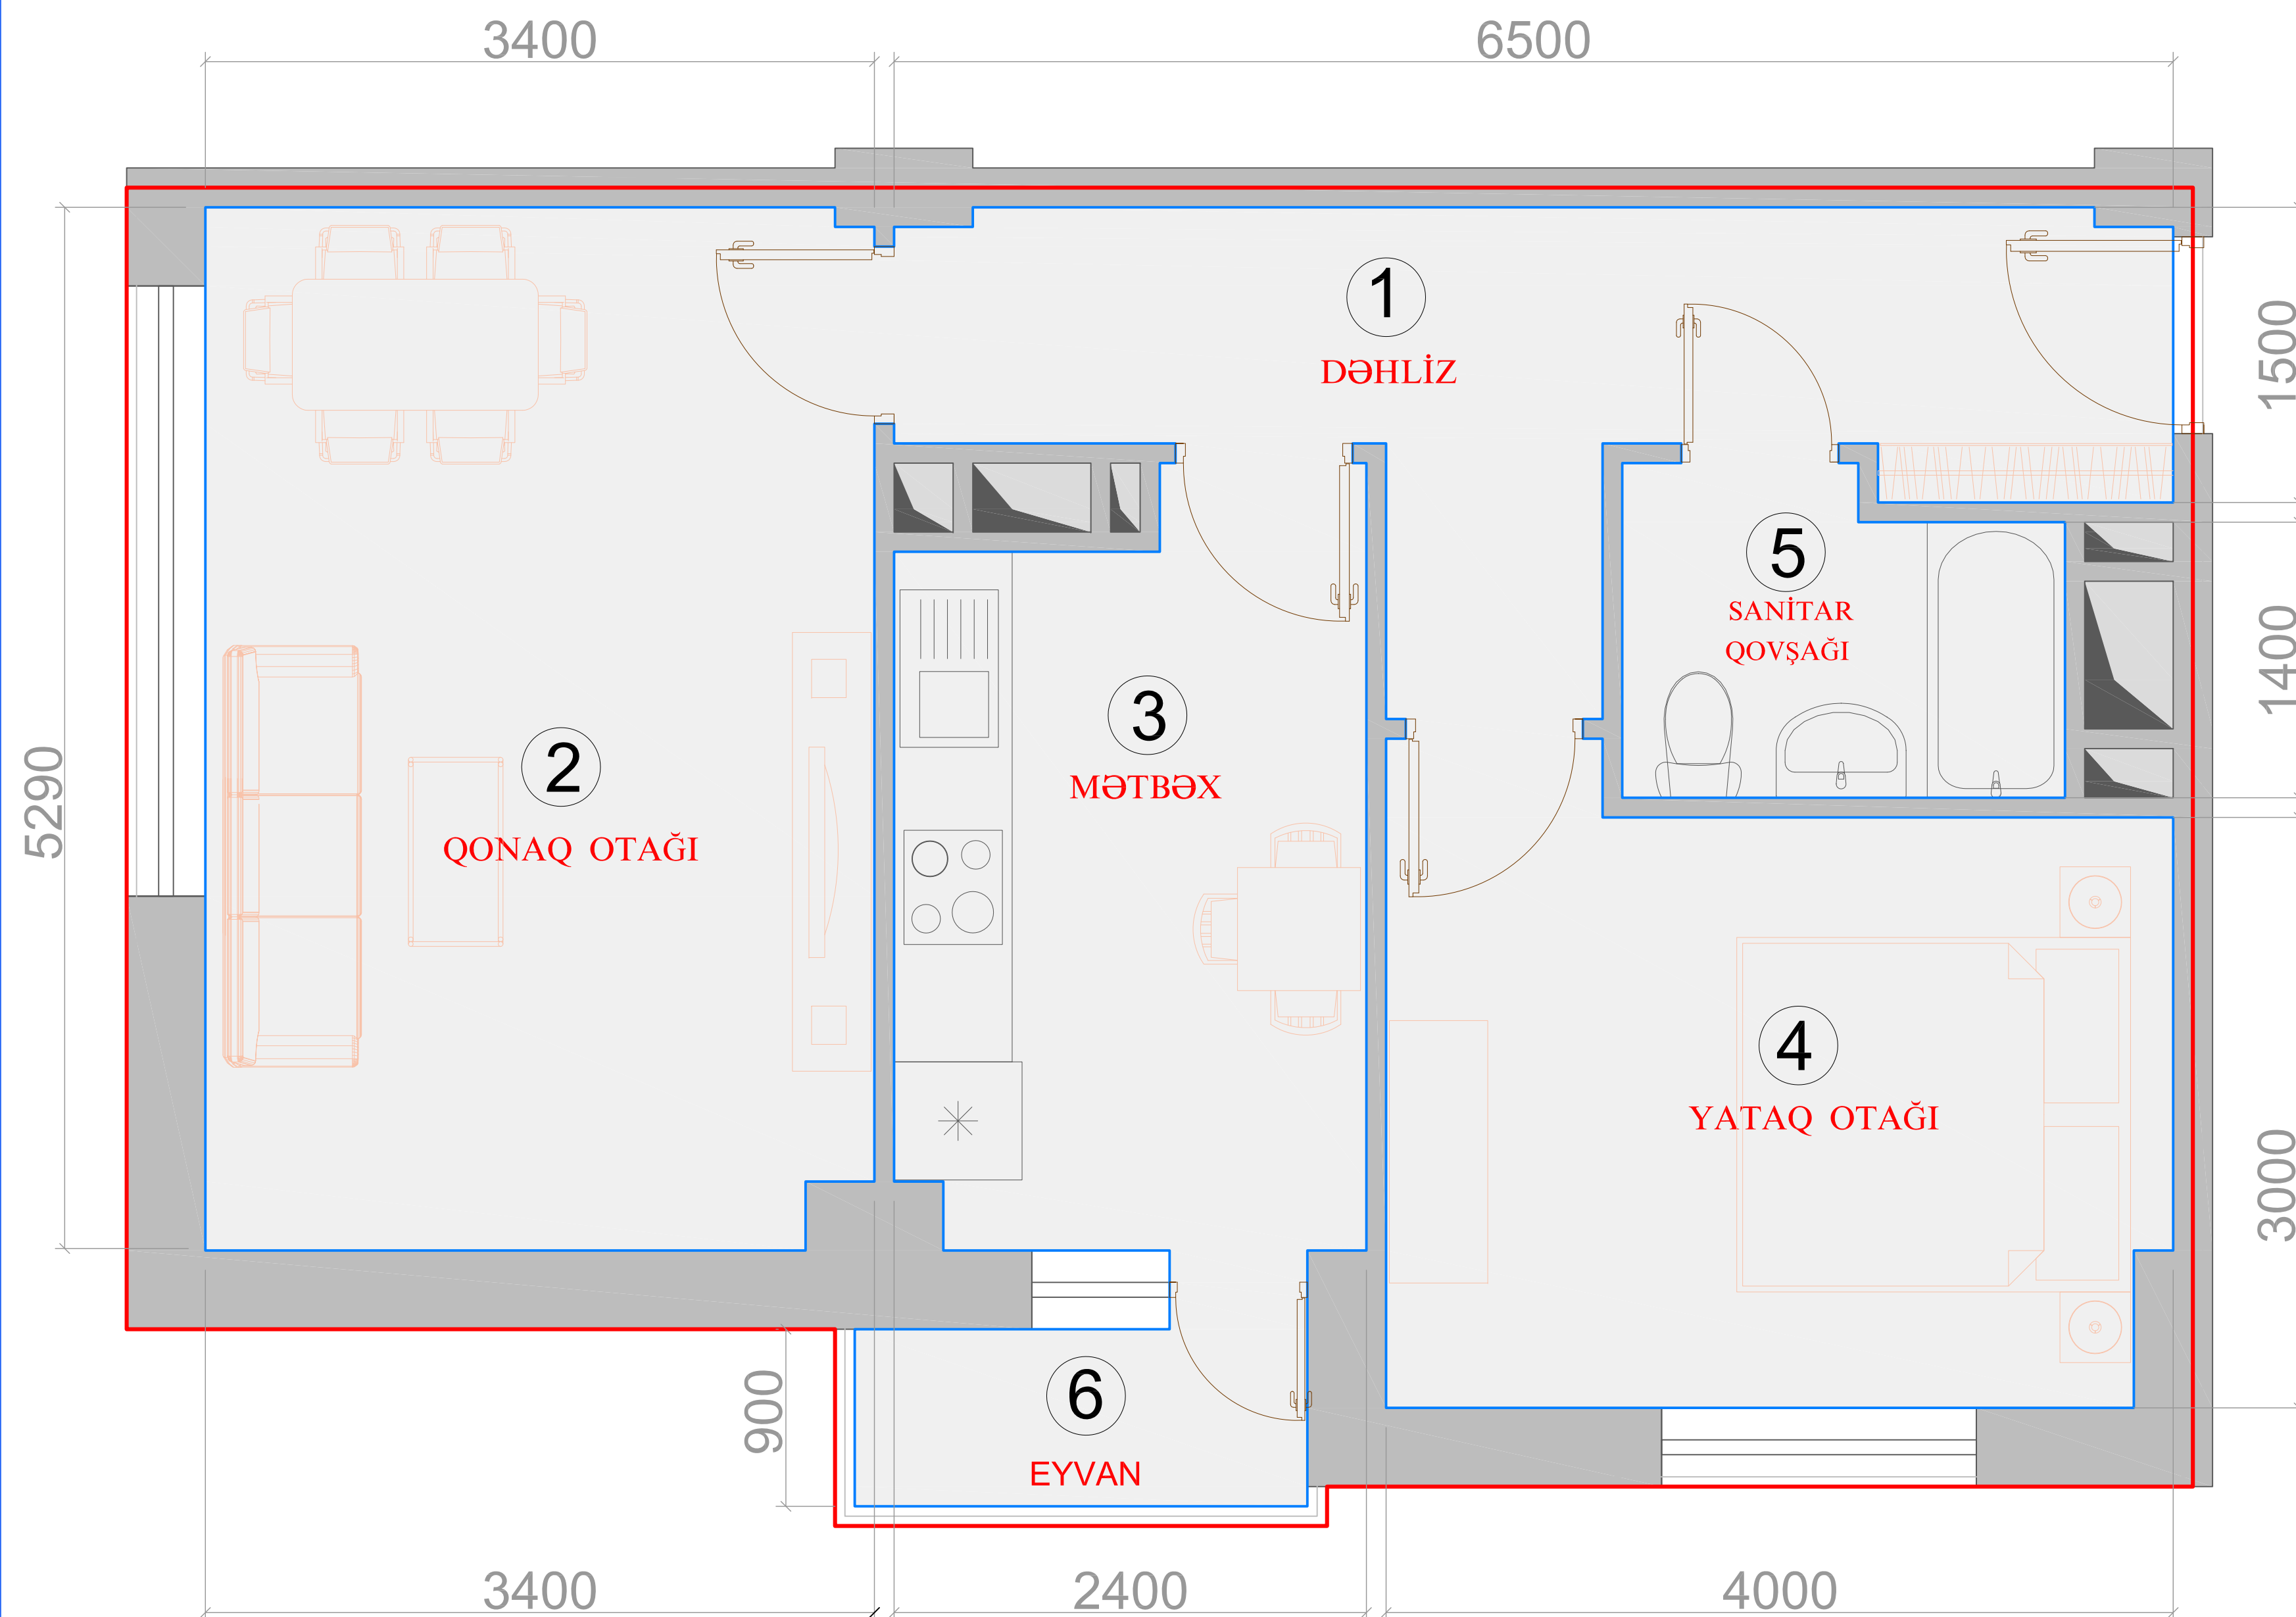 3400
6500
1
DƏHLİZ
1500
5
SANİTAR
QOVŞAĞI
1400
3
MƏTBƏX
2
QONAQ OTAĞI
5290
4
YATAQ OTAĞI
3000
6
EYVAN
900
3400
2400
4000